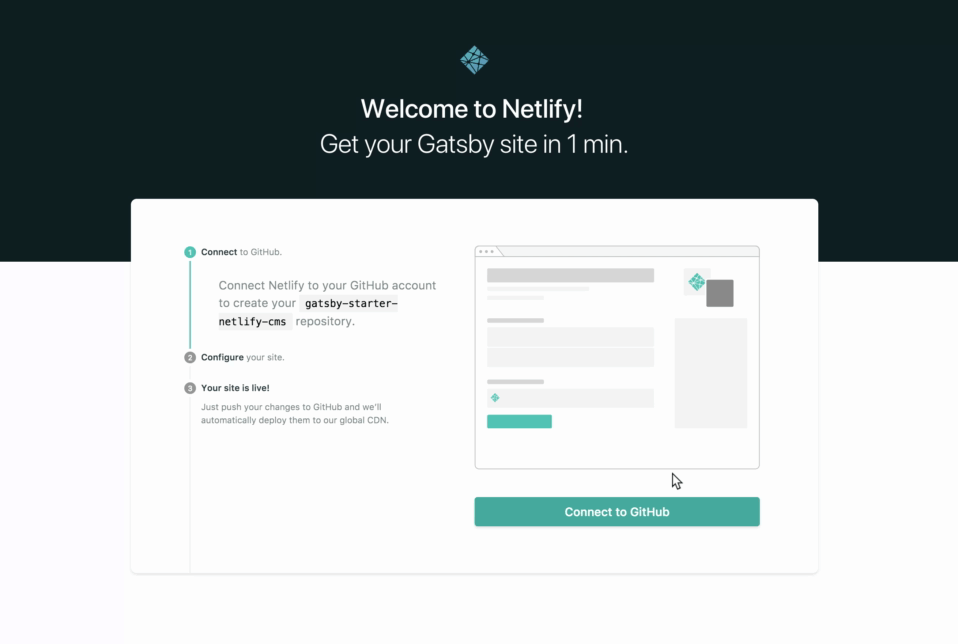 Welcome to Netlify!
Get your Gatsby site in 1 min.
1 Connect to GitHub.
Connect Netlify to your GitHub account
to create your gatsby-starter-
netlify-cms repository.
2 Configure your site.
3 Your site is live!
Just push your changes to GitHub and we'll
automatically deploy them to our global CDN.
Connect to GitHub